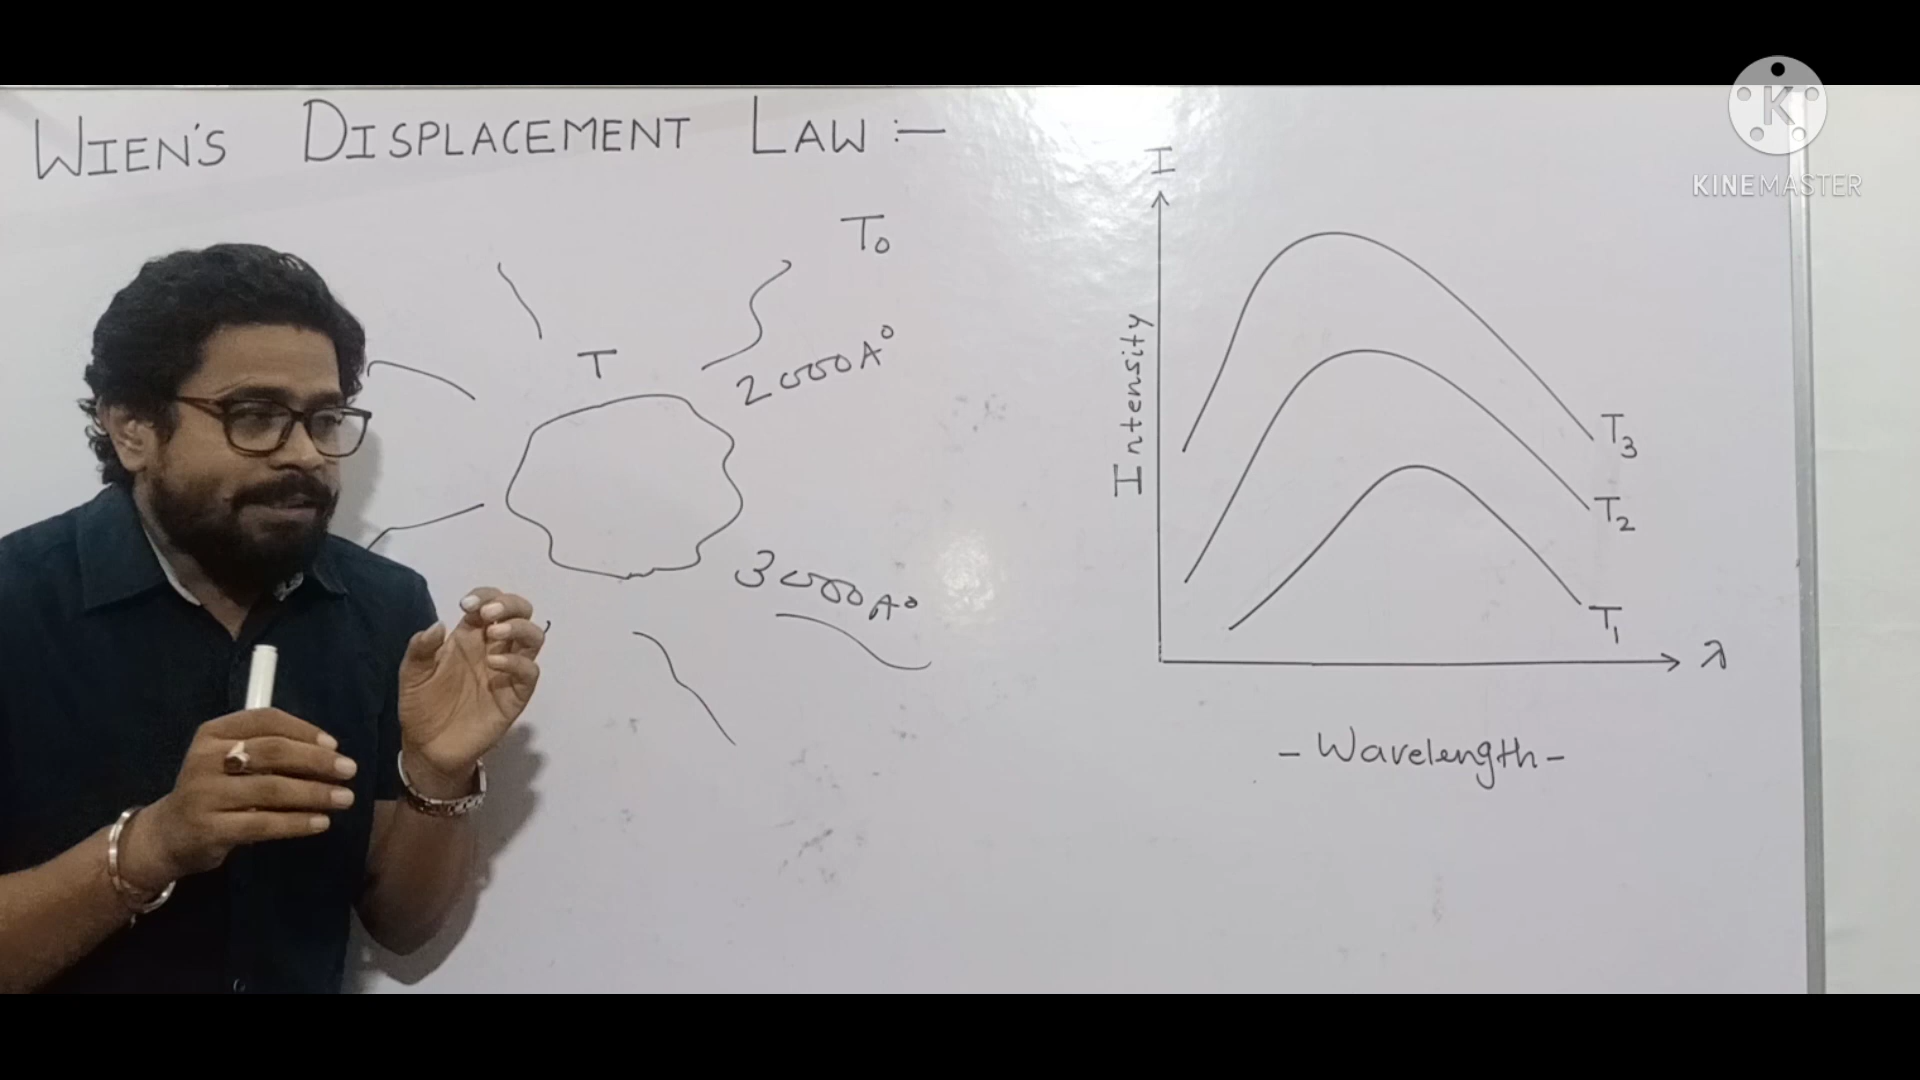 WIEN'S DISPLACEMENT LAW :-
T₀
T
2000A°
3000A°
I
Intensity
T₃
T₂
T₁
λ
- Wavelength -
K
KINEMASTER